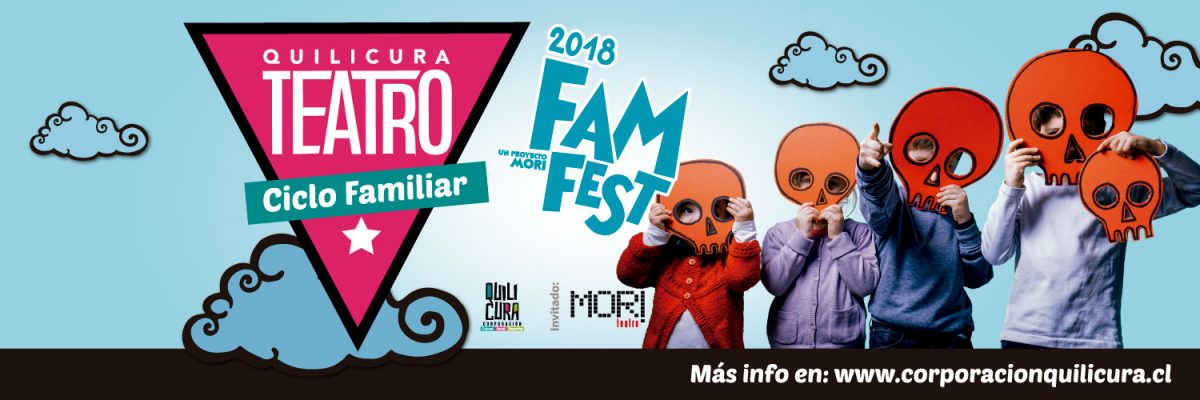 QUILICURA
TEATRO
Ciclo Familiar
2018
FAM
FEST
UN PROYECTO
MORI
QUILI
CURA
CORPORACIÓN
Invitado:
MORI
teatro
Más info en: www.corporacionquilicura.cl